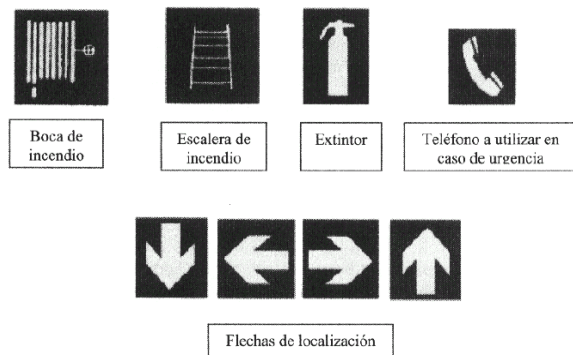 Boca de
incendio
Escalera de
incendio
Extintor
Teléfono a utilizar en
caso de urgencia
Flechas de localización